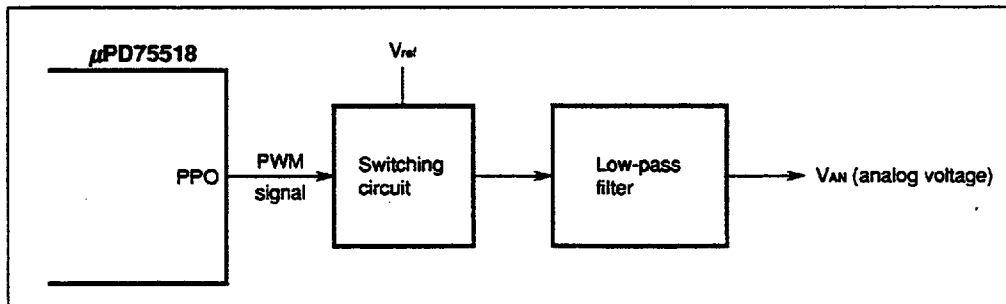 μPD75518
Vref
PPO
PWM
signal
Switching
circuit
Low-pass
filter
VAN (analog voltage)